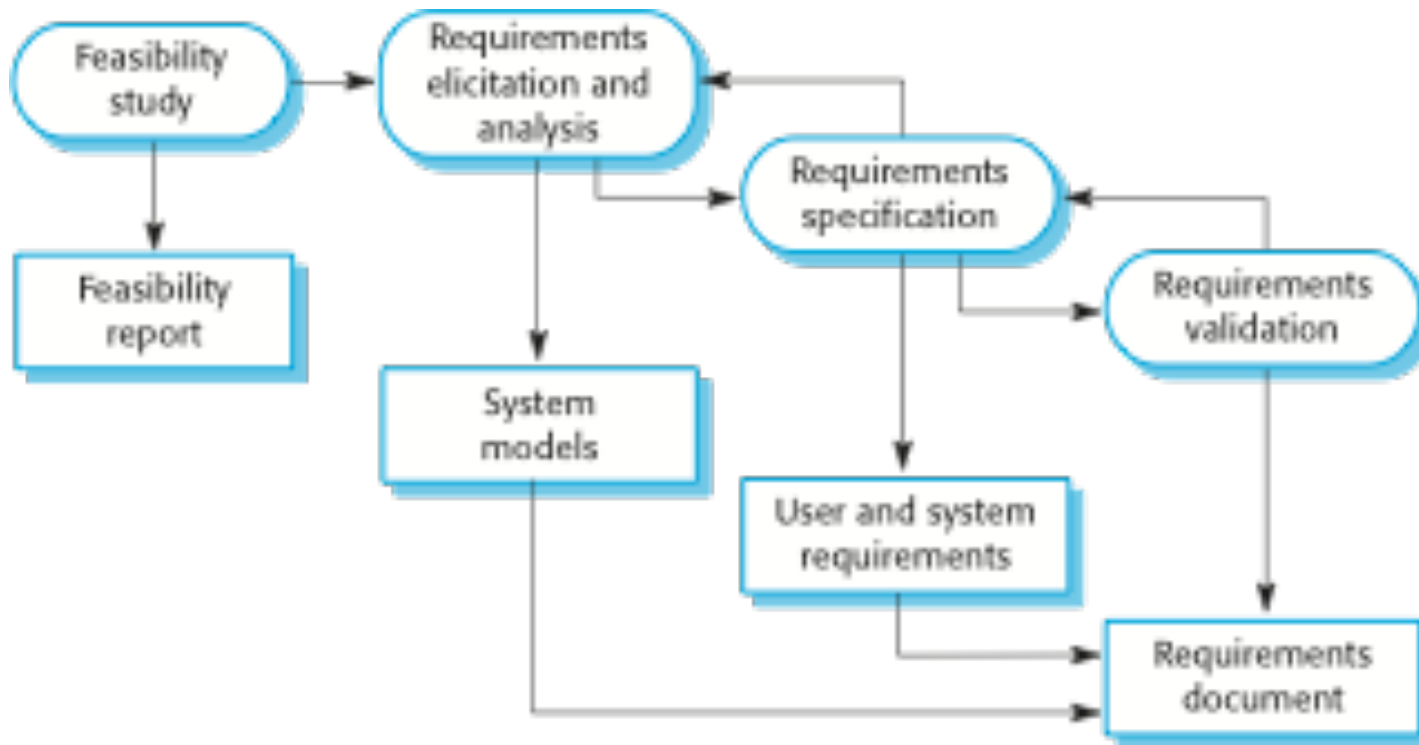 Feasibility
study
Requirements
elicitation and
analysis
Requirements
specification
Requirements
validation
Feasibility
report
System
models
User and system
requirements
Requirements
document